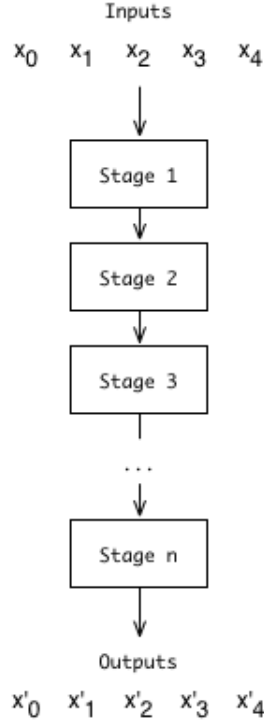 Inputs
x₀ x₁ x₂ x₃ x₄
Stage 1
Stage 2
Stage 3
...
Stage n
Outputs
x'₀ x'₁ x'₂ x'₃ x'₄